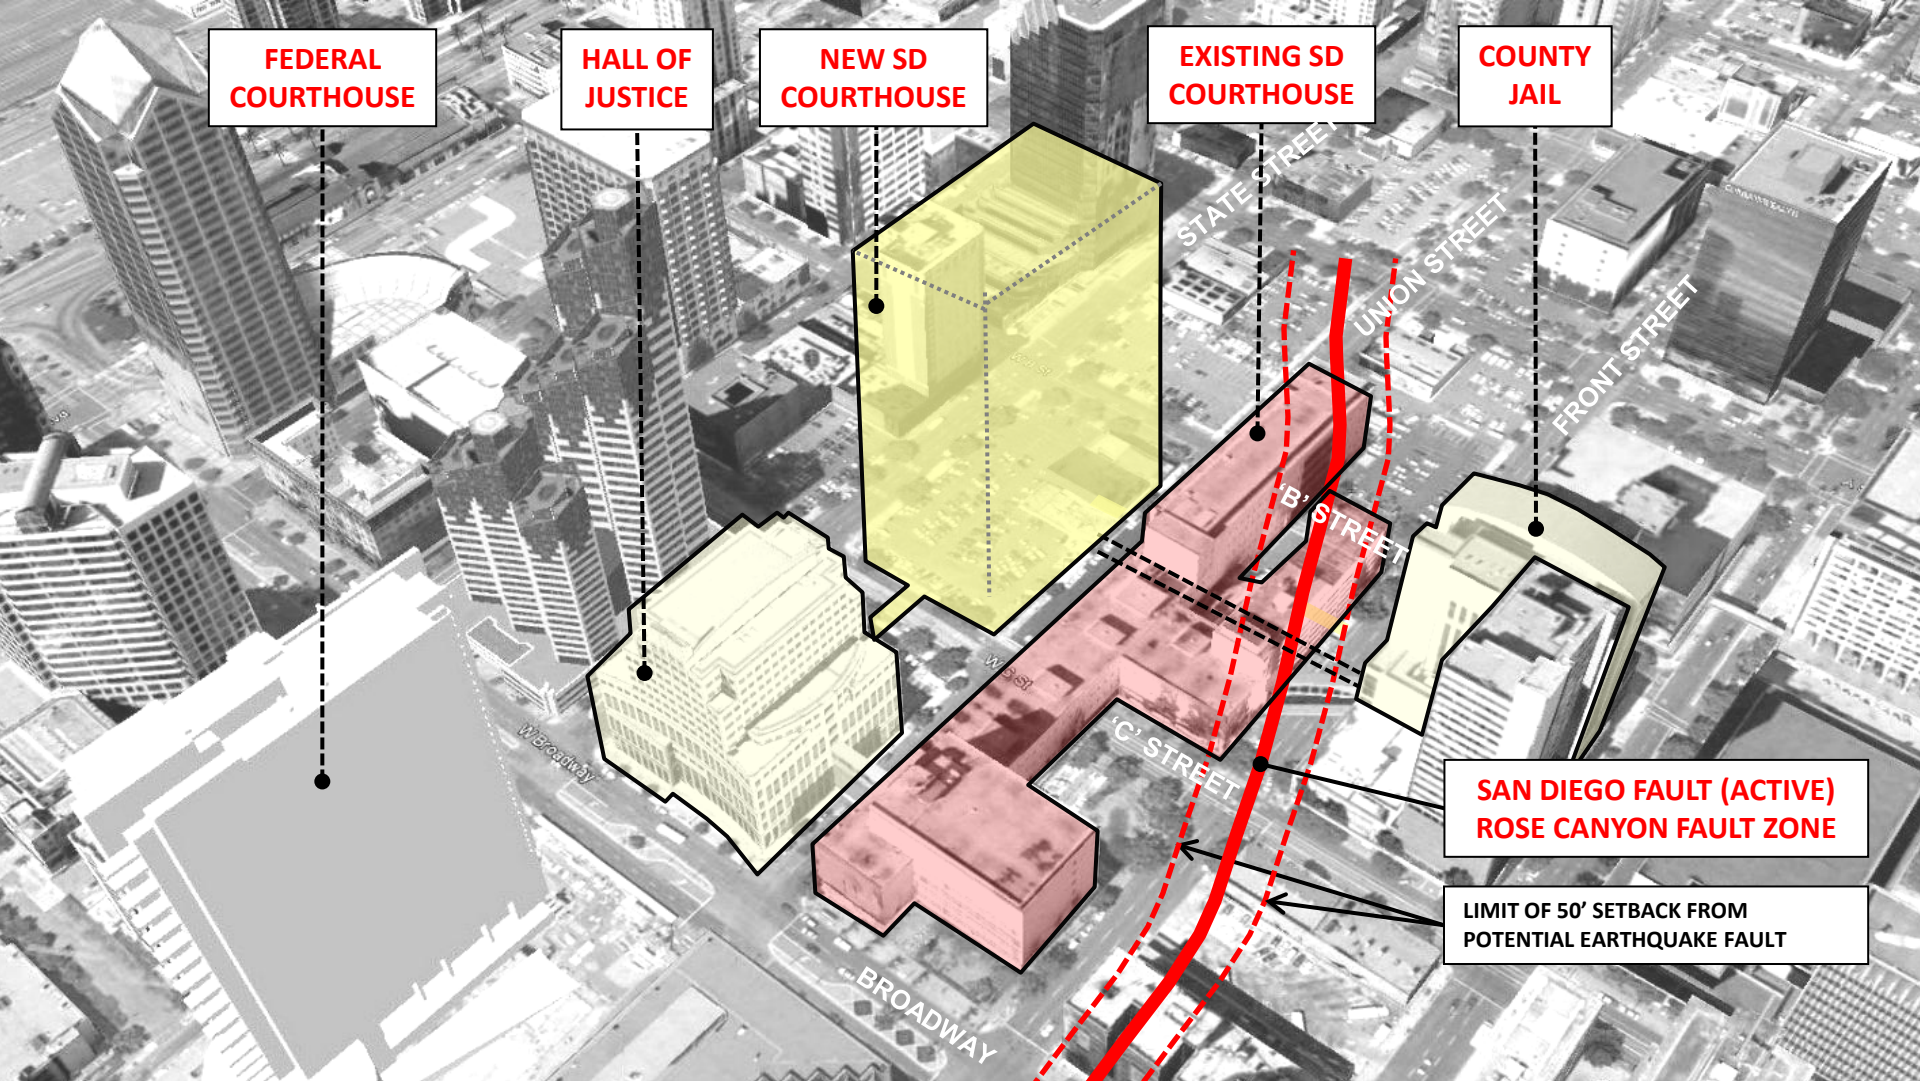 FEDERAL
COURTHOUSE
HALL OF
JUSTICE
NEW SD
COURTHOUSE
EXISTING SD
COURTHOUSE
COUNTY
JAIL
STATE STREET
UNION STREET
FRONT STREET
'B' STREET
W C St
'C' STREET
W Broadway
SAN DIEGO FAULT (ACTIVE)
ROSE CANYON FAULT ZONE
LIMIT OF 50’ SETBACK FROM
POTENTIAL EARTHQUAKE FAULT
BROADWAY